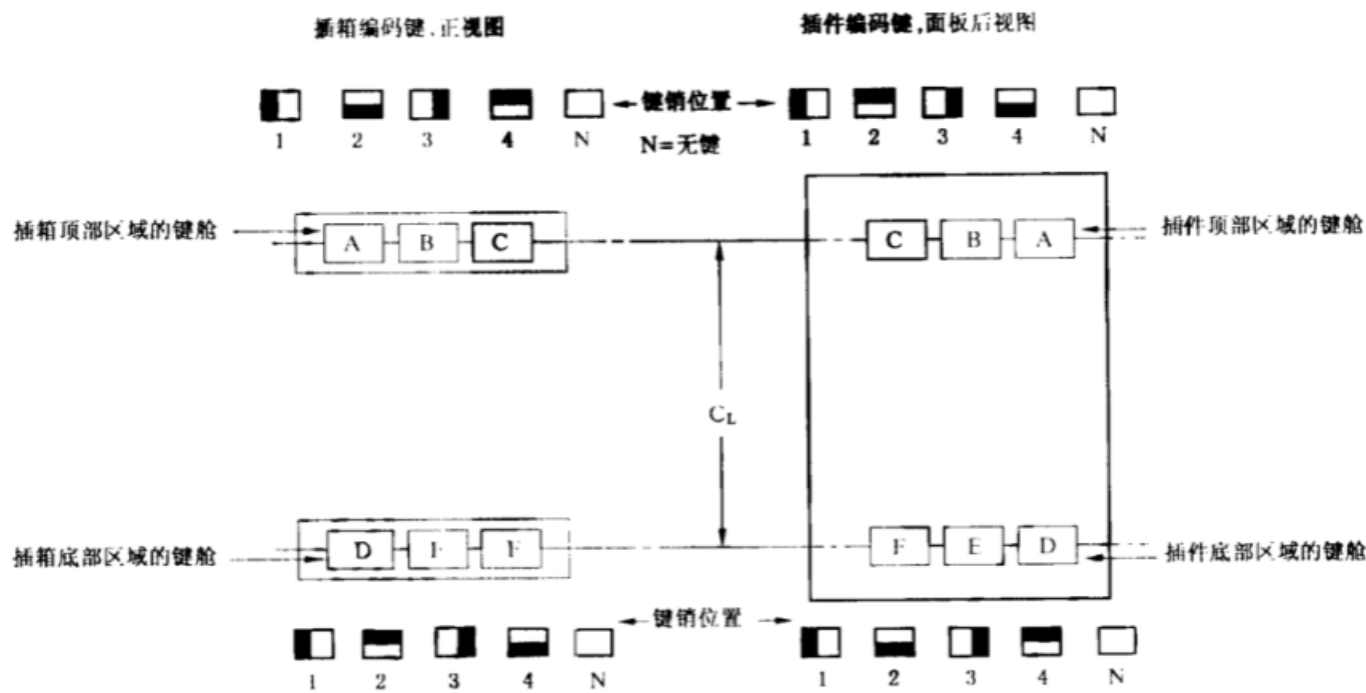 插箱编码键,正视图
插件编码键,面板后视图
键销位置
1 2 3 4 N
N=无键
1 2 3 4 N
插箱顶部区域的键舱
A B C
C B A
插件顶部区域的键舱
CL
插箱底部区域的键舱
D F
F E D
插件底部区域的键舱
键销位置
1 2 3 4 N
1 2 3 4 N